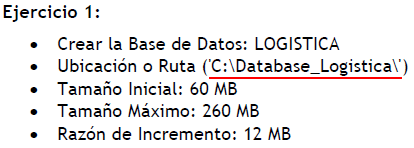 Ejercicio 1:
• Crear la Base de Datos: LOGISTICA
• Ubicación o Ruta ('C:\Database_Logistica\')
• Tamaño Inicial: 60 MB
• Tamaño Máximo: 260 MB
• Razón de Incremento: 12 MB